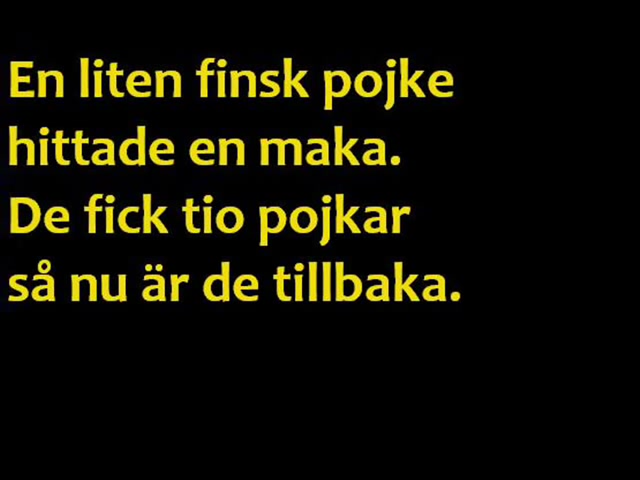 En liten finsk pojke
hittade en maka.
De fick tio pojkar
så nu är de tillbaka.